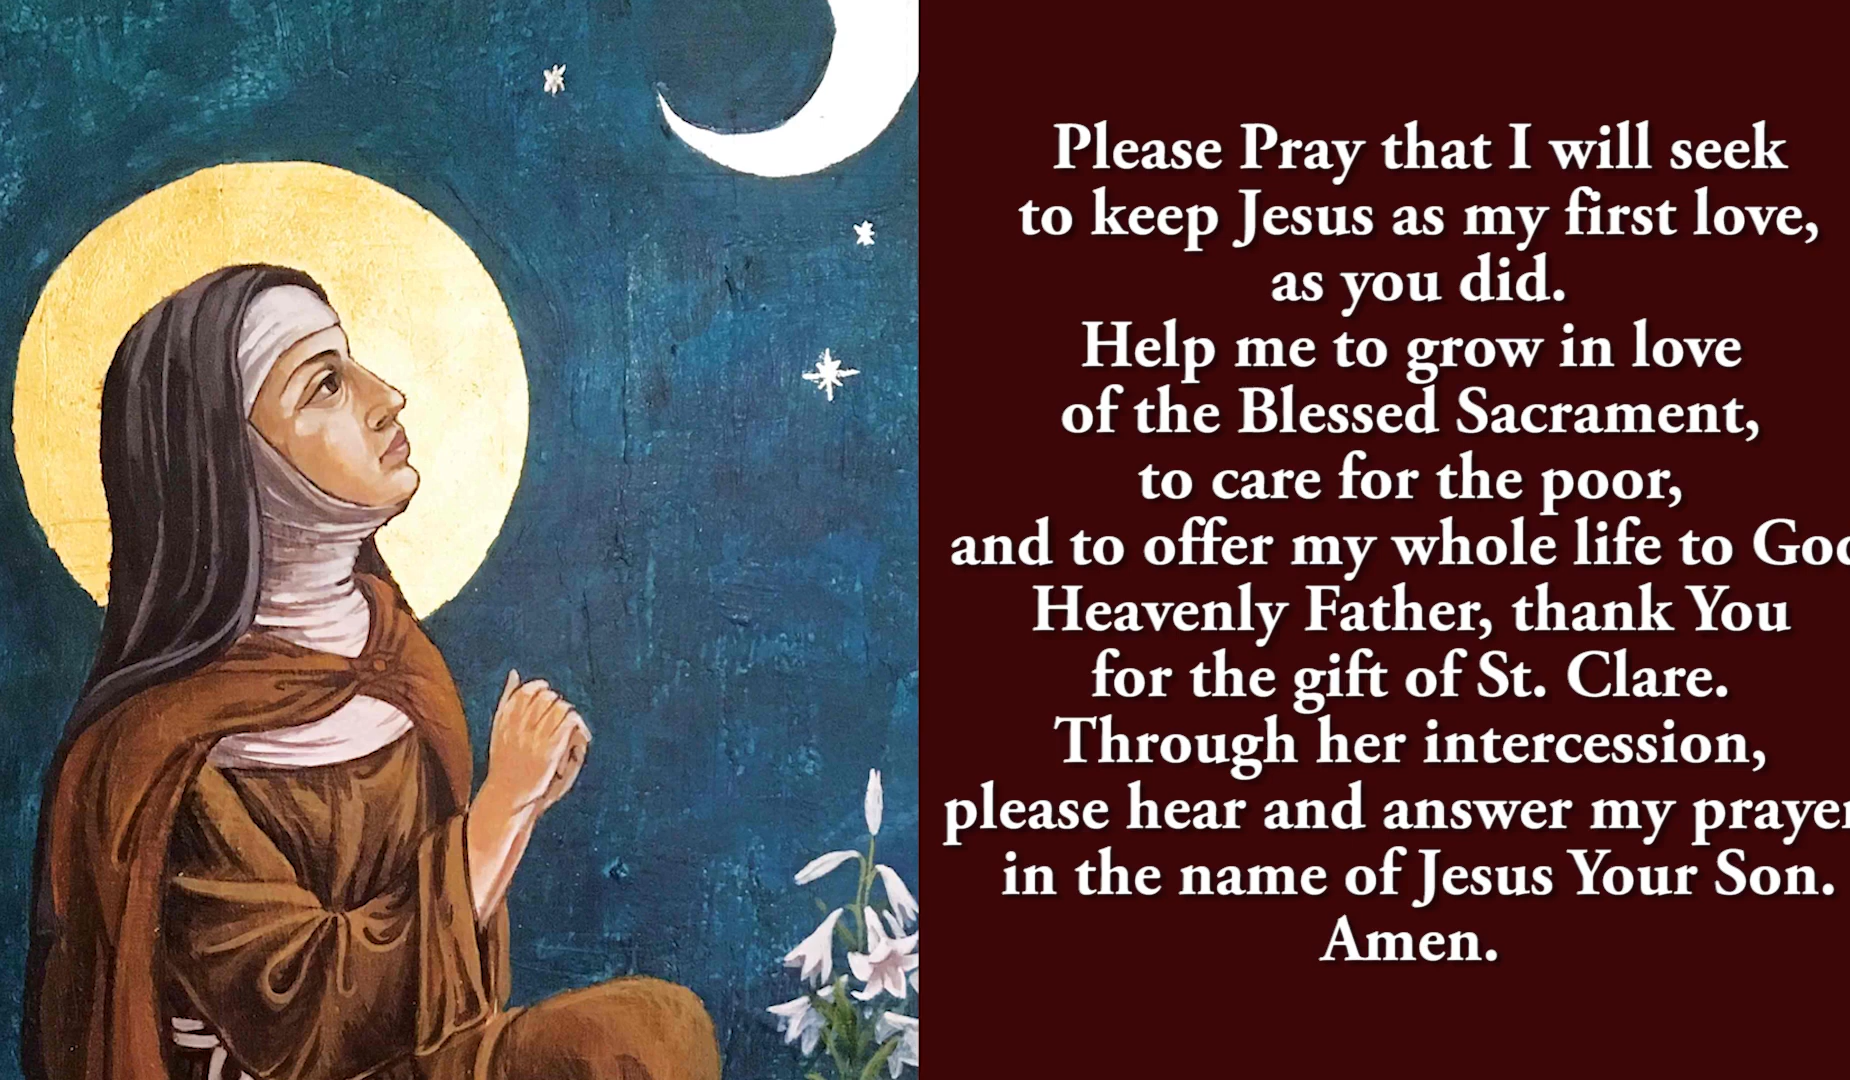 Please Pray that I will seek
to keep Jesus as my first love,
as you did.
Help me to grow in love
of the Blessed Sacrament,
to care for the poor,
and to offer my whole life to God
Heavenly Father, thank You
for the gift of St. Clare.
Through her intercession,
please hear and answer my prayer
in the name of Jesus Your Son.
Amen.